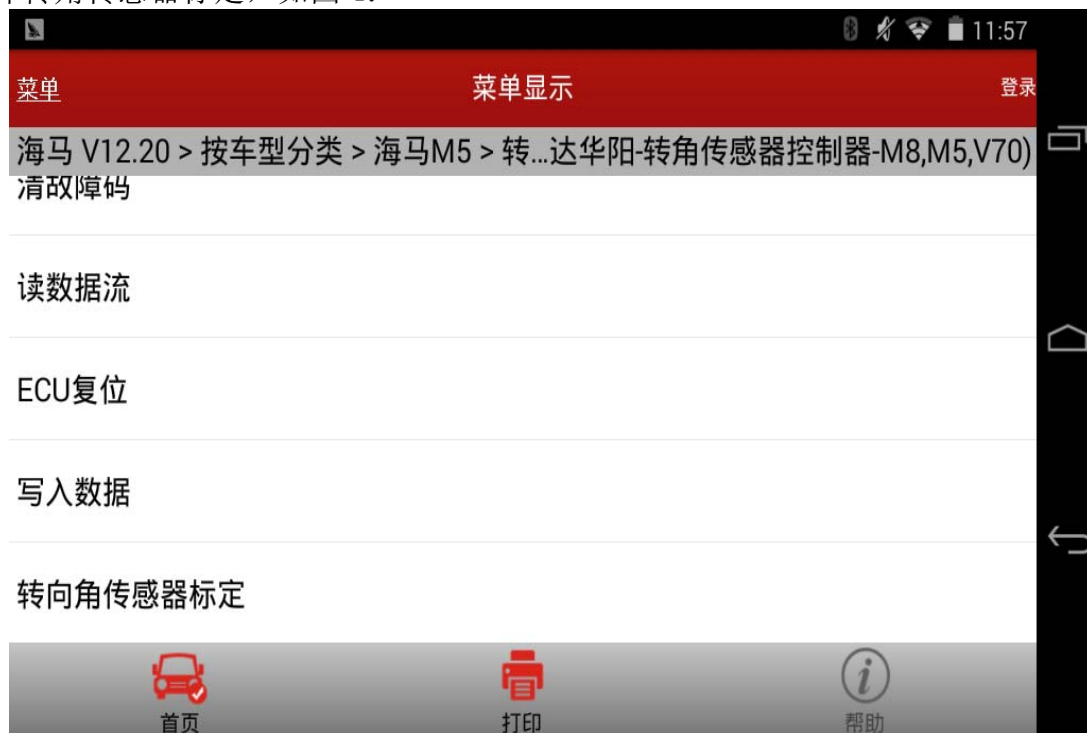 11:57
菜单 菜单显示 登录
海马 V12.20 > 按车型分类 > 海马M5 > 转...达华阳-转角传感器控制器-M8,M5,V70)
清故障码
读数据流
ECU复位
写入数据
转向角传感器标定
首页 打印 帮助